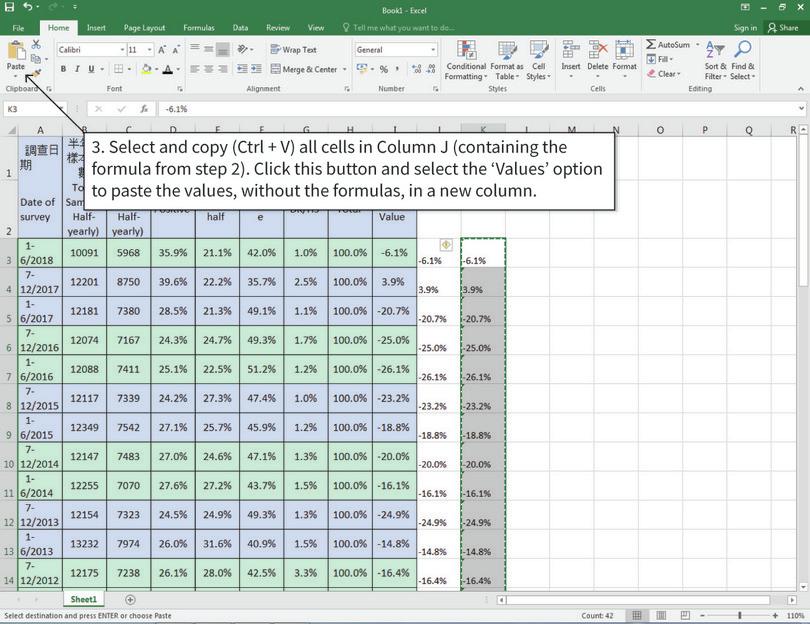 Book1 - Excel
File Home Insert Page Layout Formulas Data Review View Tell me what you want to do... Sign in Share
Paste
Calibri 11 A A
B I U A
Wrap Text
Merge & Center
General
$ % ,
Conditional Formatting
Format as Table
Cell Styles
Insert Delete Format
AutoSum
Fill
Clear
Sort & Filter
Find & Select
Clipboard Font Alignment Number Styles Cells Editing
K3 fx -6.1%
3. Select and copy (Ctrl + V) all cells in Column J (containing the
formula from step 2). Click this button and select the ‘Values’ option
to paste the values, without the formulas, in a new column.
A K M N O P Q R
1 調查日期
2 Date of survey Half-yearly) Half-yearly) half e Value
3 1-6/2018 10091 5968 35.9% 21.1% 42.0% 1.0% 100.0% -6.1% -6.1% -6.1%
4 7-12/2017 12201 8750 39.6% 22.2% 35.7% 2.5% 100.0% 3.9% 3.9% 3.9%
5 1-6/2017 12181 7380 28.5% 21.3% 49.1% 1.1% 100.0% -20.7% -20.7% -20.7%
6 7-12/2016 12074 7167 24.3% 24.7% 49.3% 1.7% 100.0% -25.0% -25.0% -25.0%
7 1-6/2016 12088 7411 25.1% 22.5% 51.2% 1.2% 100.0% -26.1% -26.1% -26.1%
8 7-12/2015 12117 7339 24.2% 27.3% 47.4% 1.0% 100.0% -23.2% -23.2% -23.2%
9 1-6/2015 12349 7542 27.1% 25.7% 45.9% 1.2% 100.0% -18.8% -18.8% -18.8%
10 7-12/2014 12147 7483 27.0% 24.6% 47.1% 1.3% 100.0% -20.0% -20.0% -20.0%
11 1-6/2014 12255 7070 27.6% 27.2% 43.7% 1.5% 100.0% -16.1% -16.1% -16.1%
12 7-12/2013 12154 7323 24.5% 24.9% 49.3% 1.3% 100.0% -24.9% -24.9% -24.9%
13 1-6/2013 13232 7974 26.0% 31.6% 40.9% 1.5% 100.0% -14.8% -14.8% -14.8%
14 7-12/2012 12175 7238 26.1% 28.0% 42.5% 3.3% 100.0% -16.4% -16.4% -16.4%
Sheet1
Select destination and press ENTER or choose Paste Count: 42 110%